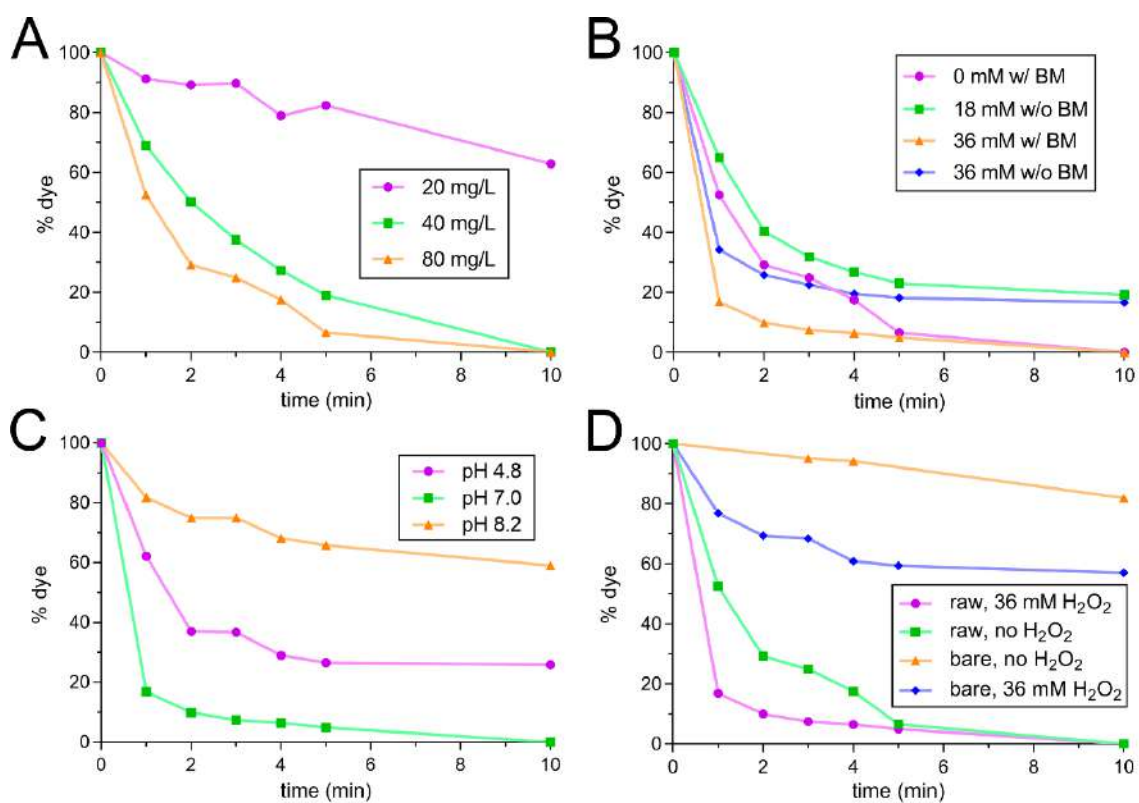 A
% dye
100
80
60
40
20
0
0 2 4 6 8 10
time (min)
20 mg/L
40 mg/L
80 mg/L
B
% dye
100
80
60
40
20
0
0 2 4 6 8 10
time (min)
0 mM w/ BM
18 mM w/o BM
36 mM w/ BM
36 mM w/o BM
C
% dye
100
80
60
40
20
0
0 2 4 6 8 10
time (min)
pH 4.8
pH 7.0
pH 8.2
D
% dye
100
80
60
40
20
0
0 2 4 6 8 10
time (min)
raw, 36 mM H₂O₂
raw, no H₂O₂
bare, no H₂O₂
bare, 36 mM H₂O₂